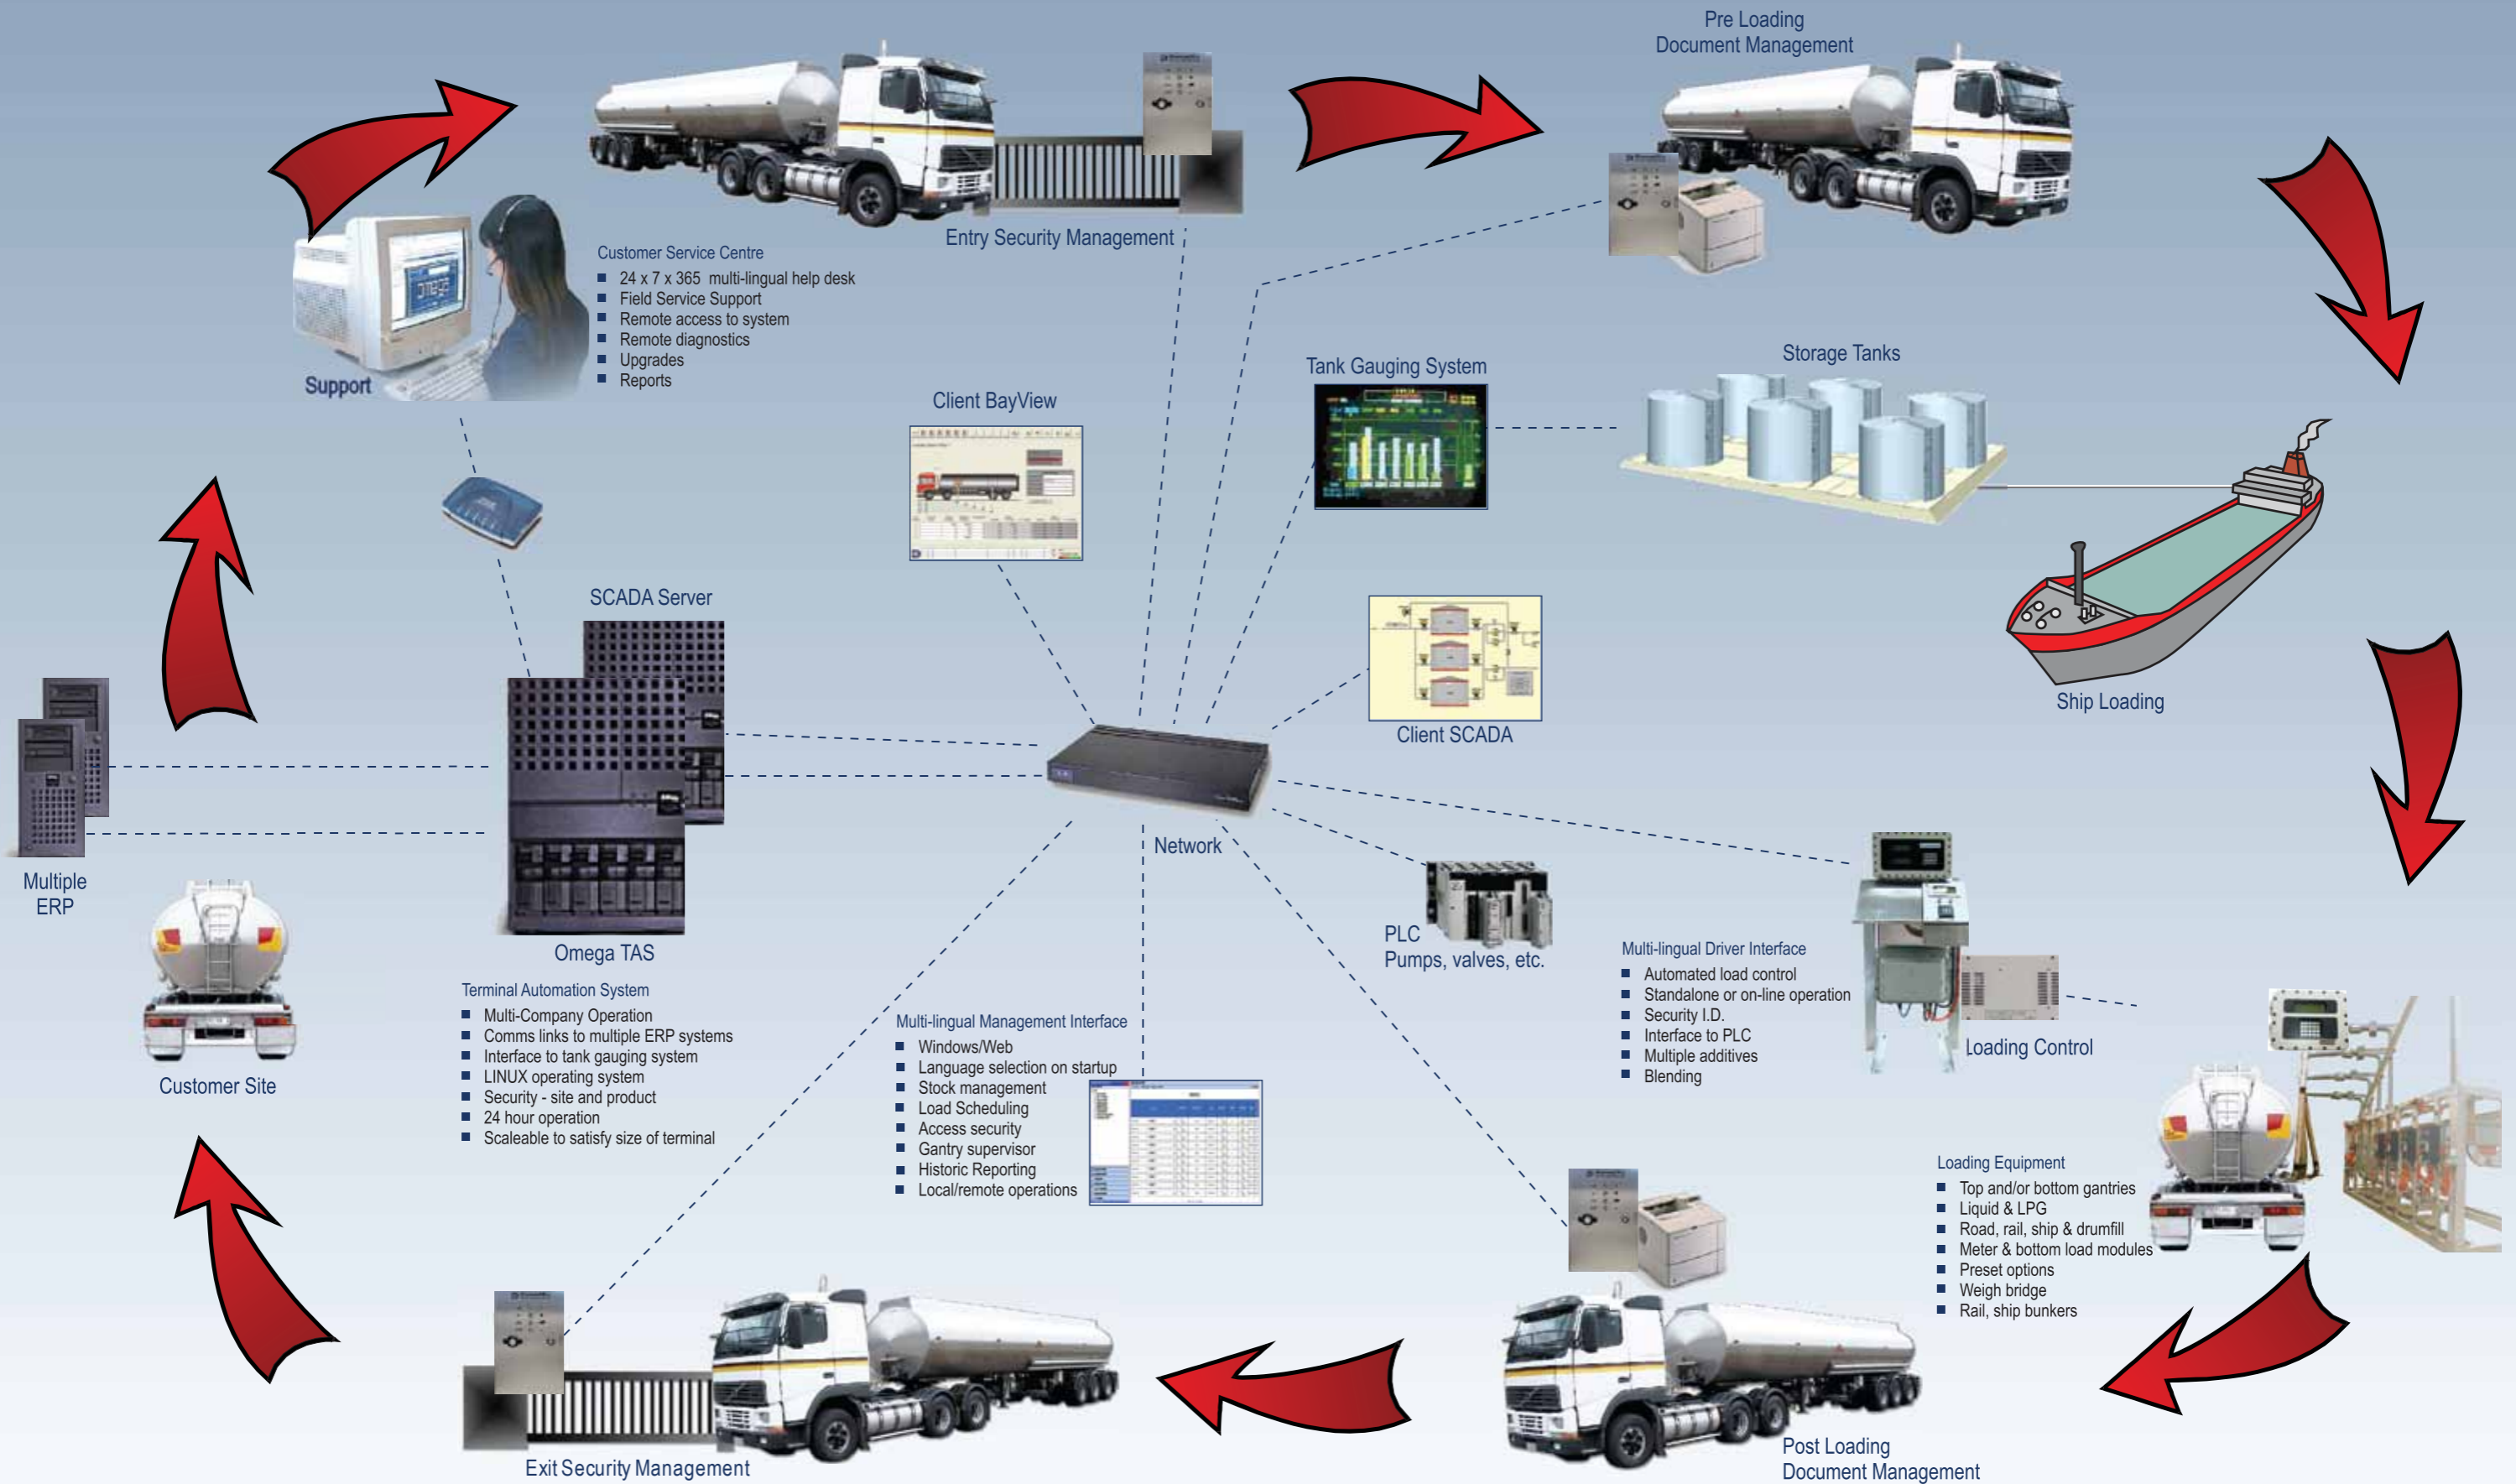 Pre Loading
Document Management
Entry Security Management
Customer Service Centre
24 x 7 x 365 multi-lingual help desk
Field Service Support
Remote access to system
Remote diagnostics
Upgrades
Reports
Support
Client BayView
Tank Gauging System
Storage Tanks
SCADA Server
Client SCADA
Ship Loading
Network
Multiple
ERP
Omega TAS
PLC
Pumps, valves, etc.
Customer Site
Terminal Automation System
Multi-Company Operation
Comms links to multiple ERP systems
Interface to tank gauging system
LINUX operating system
Security - site and product
24 hour operation
Scaleable to satisfy size of terminal
Multi-lingual Management Interface
Windows/Web
Language selection on startup
Stock management
Load Scheduling
Access security
Gantry supervisor
Historic Reporting
Local/remote operations
Multi-lingual Driver Interface
Automated load control
Standalone or on-line operation
Security I.D.
Interface to PLC
Multiple additives
Blending
Loading Control
Loading Equipment
Top and/or bottom gantries
Liquid & LPG
Road, rail, ship & drumfill
Meter & bottom load modules
Preset options
Weigh bridge
Rail, ship bunkers
Exit Security Management
Post Loading
Document Management